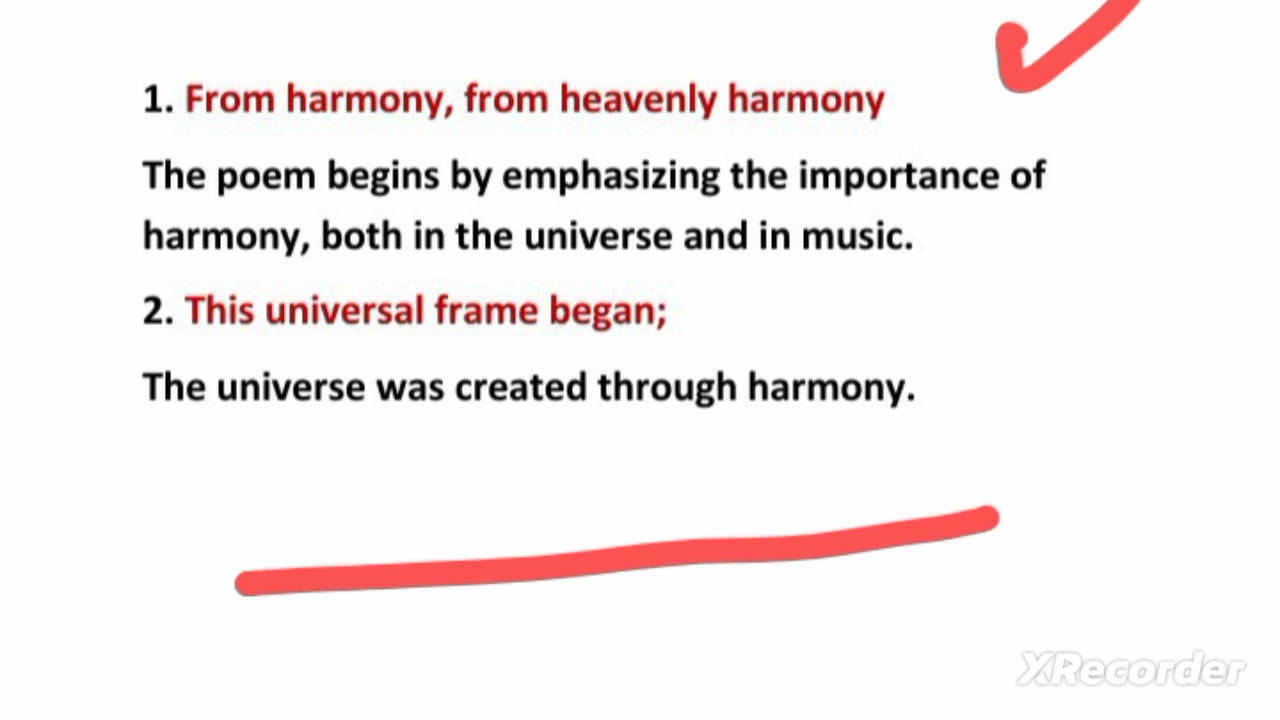 1. From harmony, from heavenly harmony
The poem begins by emphasizing the importance of
harmony, both in the universe and in music.
2. This universal frame began;
The universe was created through harmony.
XRecorder